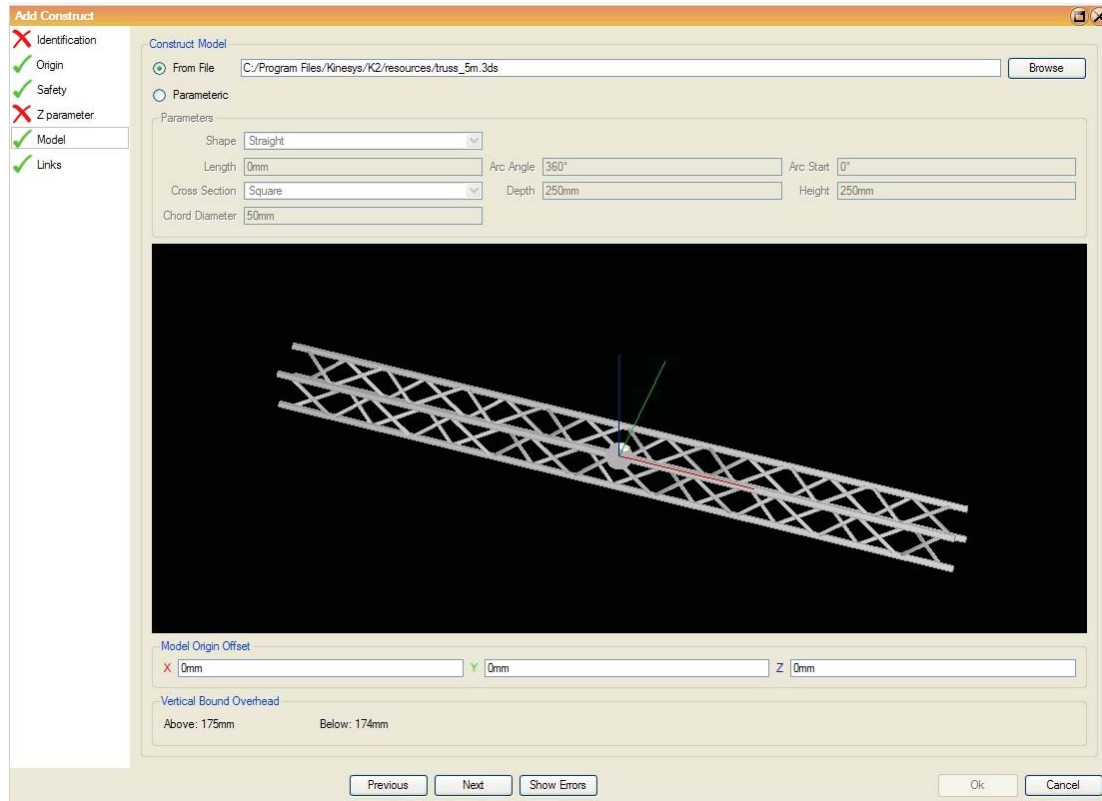 Add Construct
Identification
Origin
Safety
Z parameter
Model
Links
Construct Model
From File C:/Program Files/Kinesys/K2/resources/truss_5m.3ds Browse
Parameteric
Parameters
Shape Straight
Length 0mm Arc Angle 360° Arc Start 0°
Cross Section Square Depth 250mm Height 250mm
Chord Diameter 50mm
Model Origin Offset
X 0mm Y 0mm Z 0mm
Vertical Bound Overhead
Above: 175mm Below: 174mm
Previous Next Show Errors Ok Cancel